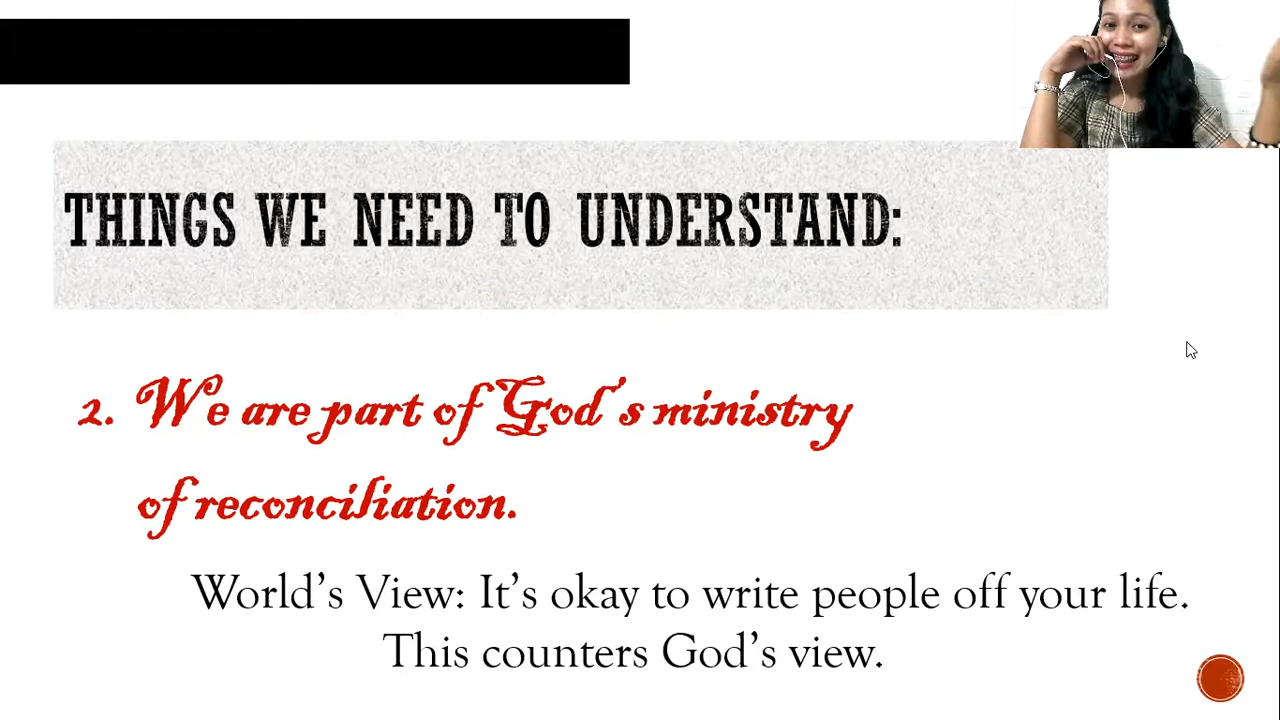 THINGS WE NEED TO UNDERSTAND:
2. We are part of God's ministry
of reconciliation.
World's View: It's okay to write people off your life.
This counters God's view.